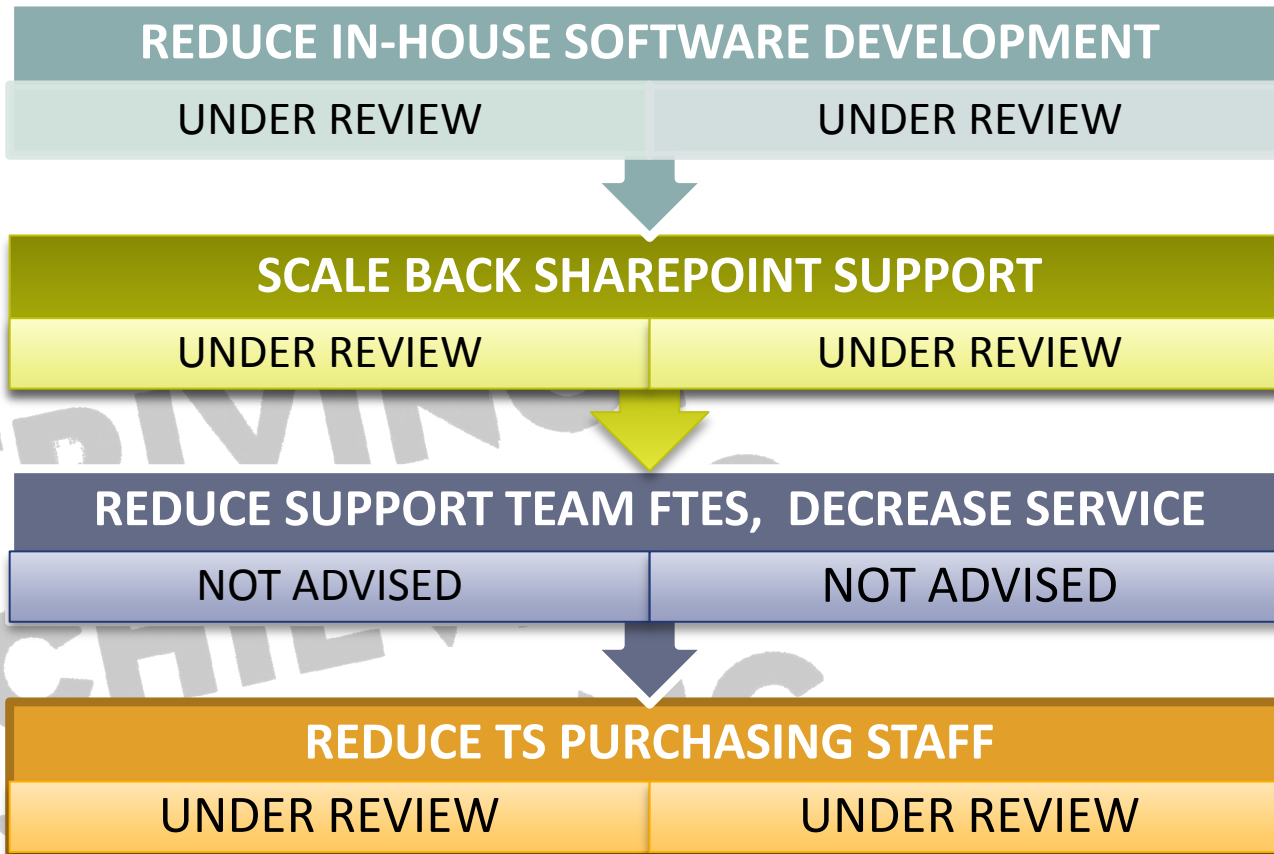 REDUCE IN-HOUSE SOFTWARE DEVELOPMENT
UNDER REVIEW UNDER REVIEW
SCALE BACK SHAREPOINT SUPPORT
UNDER REVIEW UNDER REVIEW
REDUCE SUPPORT TEAM FTES,  DECREASE SERVICE
NOT ADVISED NOT ADVISED
REDUCE TS PURCHASING STAFF
UNDER REVIEW UNDER REVIEW